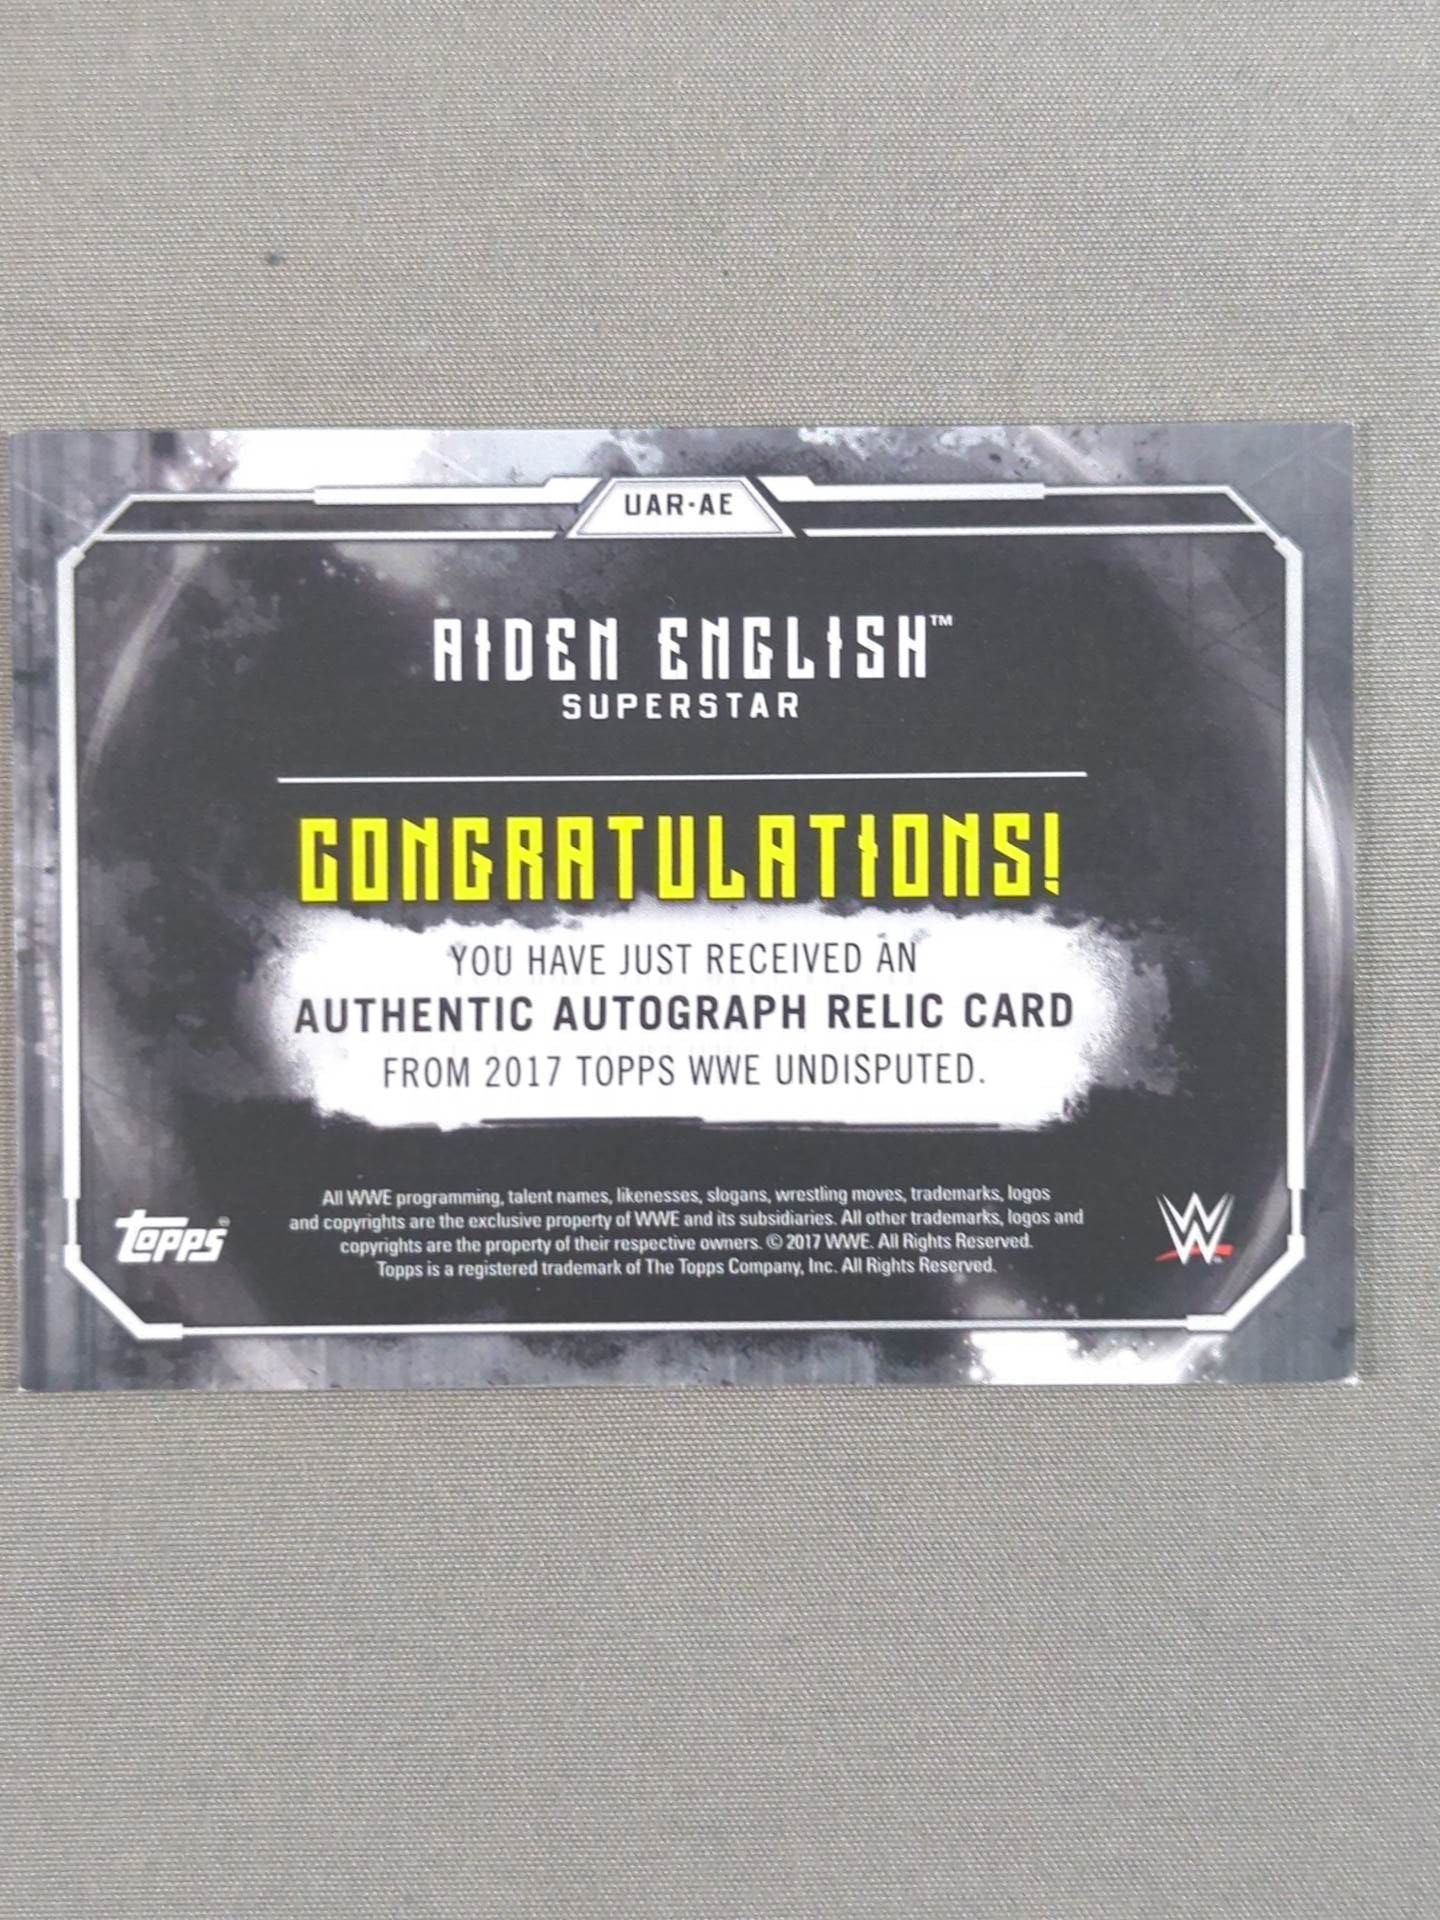 UAR-AE
AIDEN ENGLISH™
SUPERSTAR
CONGRATULATIONS!
YOU HAVE JUST RECEIVED AN
AUTHENTIC AUTOGRAPH RELIC CARD
FROM 2017 TOPPS WWE UNDISPUTED.
All WWE programming, talent names, likenesses, slogans, wrestling moves, trademarks, logos
and copyrights are the exclusive property of WWE and its subsidiaries. All other trademarks, logos and
copyrights are the property of their respective owners. © 2017 WWE. All Rights Reserved.
Topps is a registered trademark of The Topps Company, Inc. All Rights Reserved.
Topps®
W